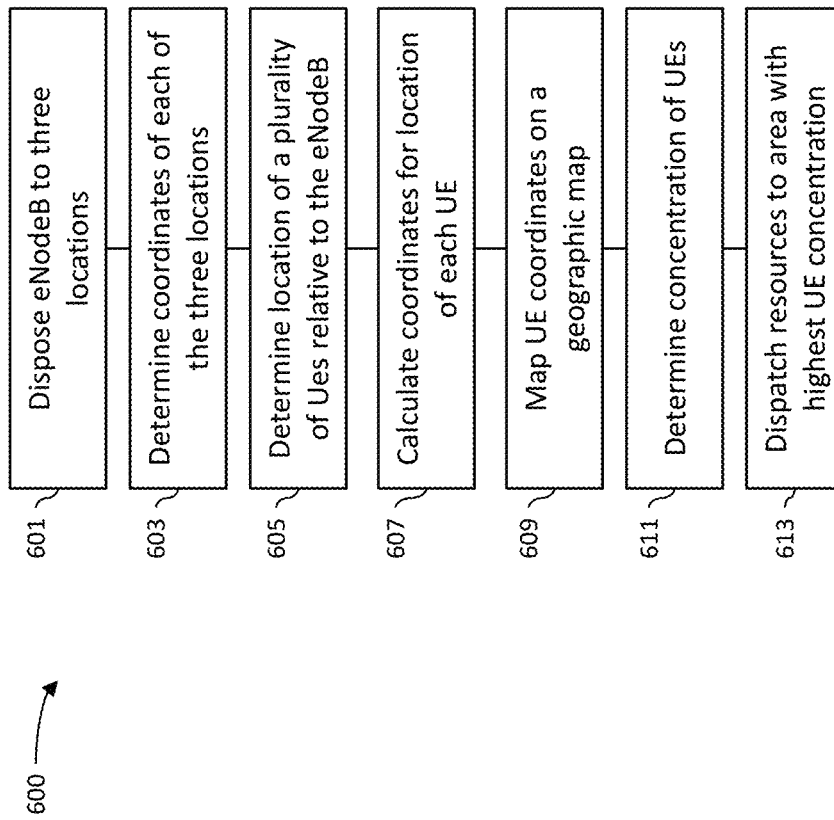 600
601
Dispose eNodeB to three
locations
603
Determine coordinates of each of
the three locations
605
Determine location of a plurality
of Ues relative to the eNodeB
607
Calculate coordinates for location
of each UE
609
Map UE coordinates on a
geographic map
611
Determine concentration of UEs
613
Dispatch resources to area with
highest UE concentration